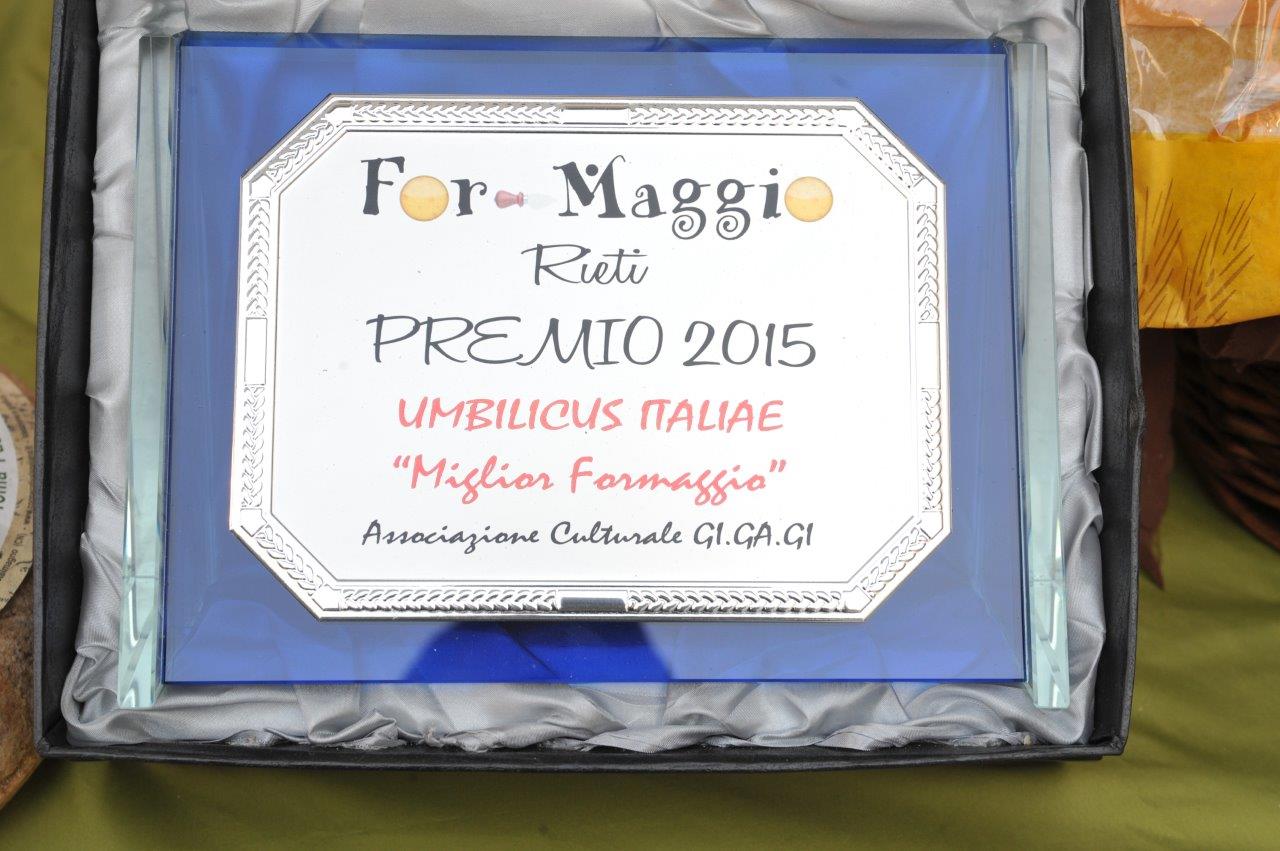 For Maggio
Rieti
PREMIO 2015
UMBILICUS ITALIAE
“Miglior Formaggio”
Associazione Culturale GI.GA.GI